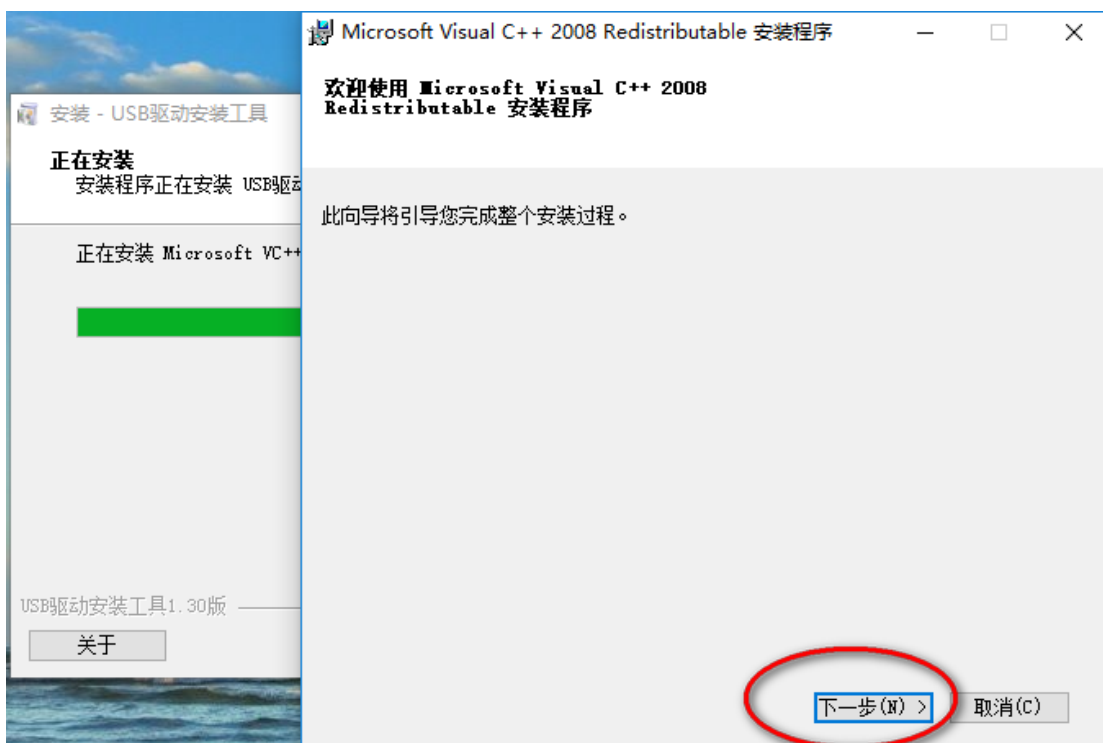 安装 - USB驱动安装工具
正在安装
安装程序正在安装 USB驱
正在安装 Microsoft VC++
USB驱动安装工具1.30版
关于
Microsoft Visual C++ 2008 Redistributable 安装程序
欢迎使用 Microsoft Visual C++ 2008
Redistributable 安装程序
此向导将引导您完成整个安装过程。
下一步(N) >
取消(C)